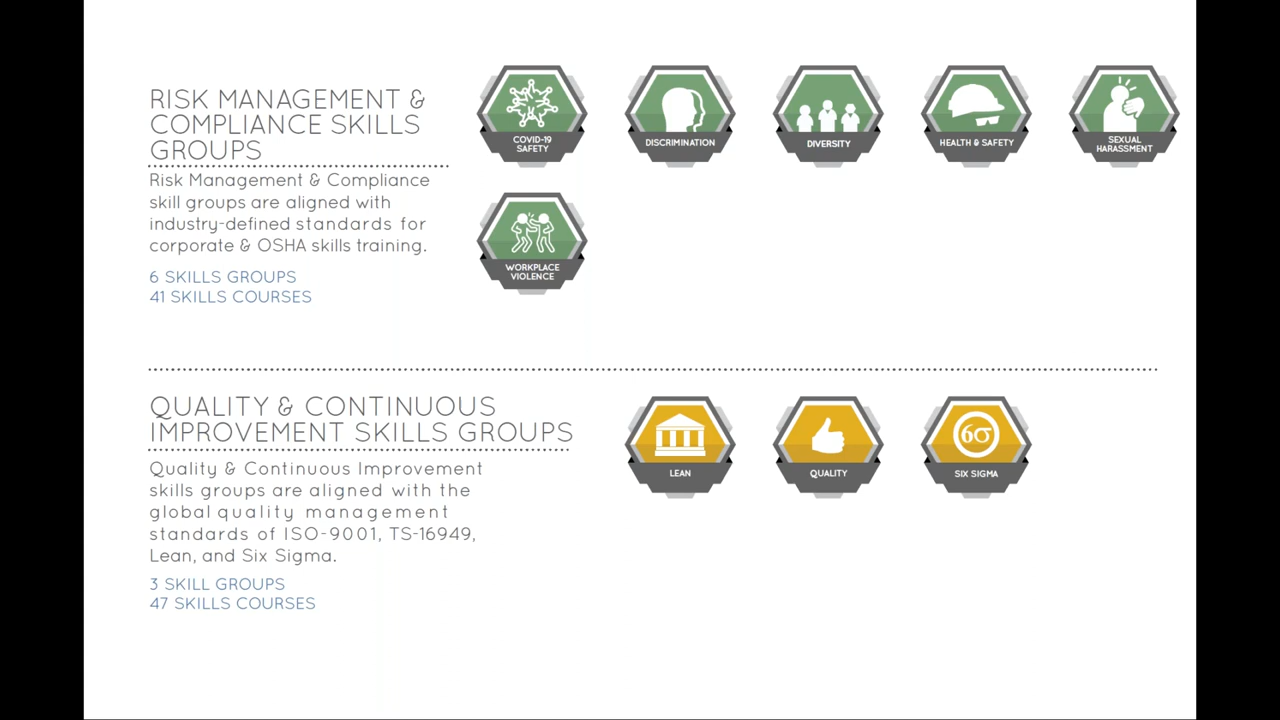 RISK MANAGEMENT &
COMPLIANCE SKILLS
GROUPS
Risk Management & Compliance
skill groups are aligned with
industry-defined standards for
corporate & OSHA skills training.
6 SKILLS GROUPS
41 SKILLS COURSES
COVID-19
SAFETY
DISCRIMINATION
DIVERSITY
HEALTH & SAFETY
SEXUAL
HARASSMENT
WORKPLACE
VIOLENCE
QUALITY & CONTINUOUS
IMPROVEMENT SKILLS GROUPS
Quality & Continuous Improvement
skills groups are aligned with the
global quality management
standards of ISO-9001, TS-16949,
Lean, and Six Sigma.
3 SKILL GROUPS
47 SKILLS COURSES
LEAN
QUALITY
6σ
SIX SIGMA